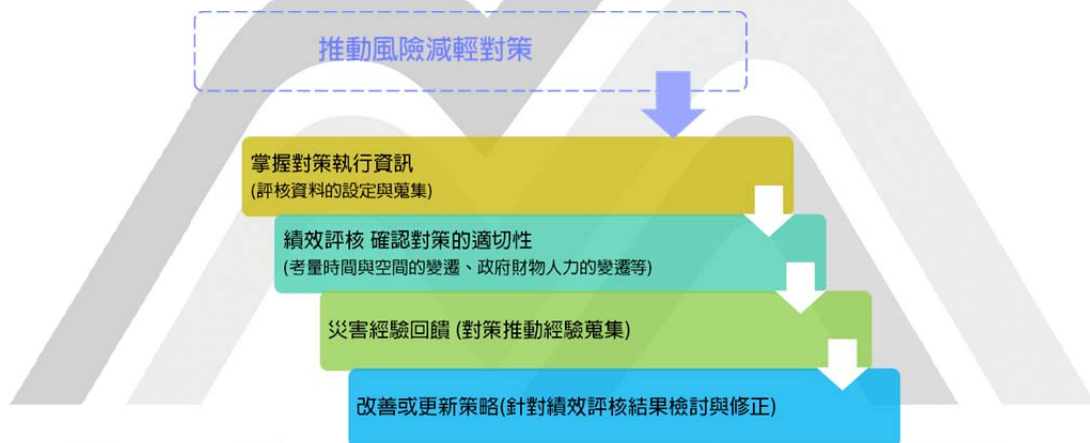 推動風險減輕對策
掌握對策執行資訊
(評核資料的設定與蒐集)
績效評核 確認對策的適切性
(考量時間與空間的變遷、政府財物人力的變遷等)
災害經驗回饋 (對策推動經驗蒐集)
改善或更新策略(針對績效評核結果檢討與修正)